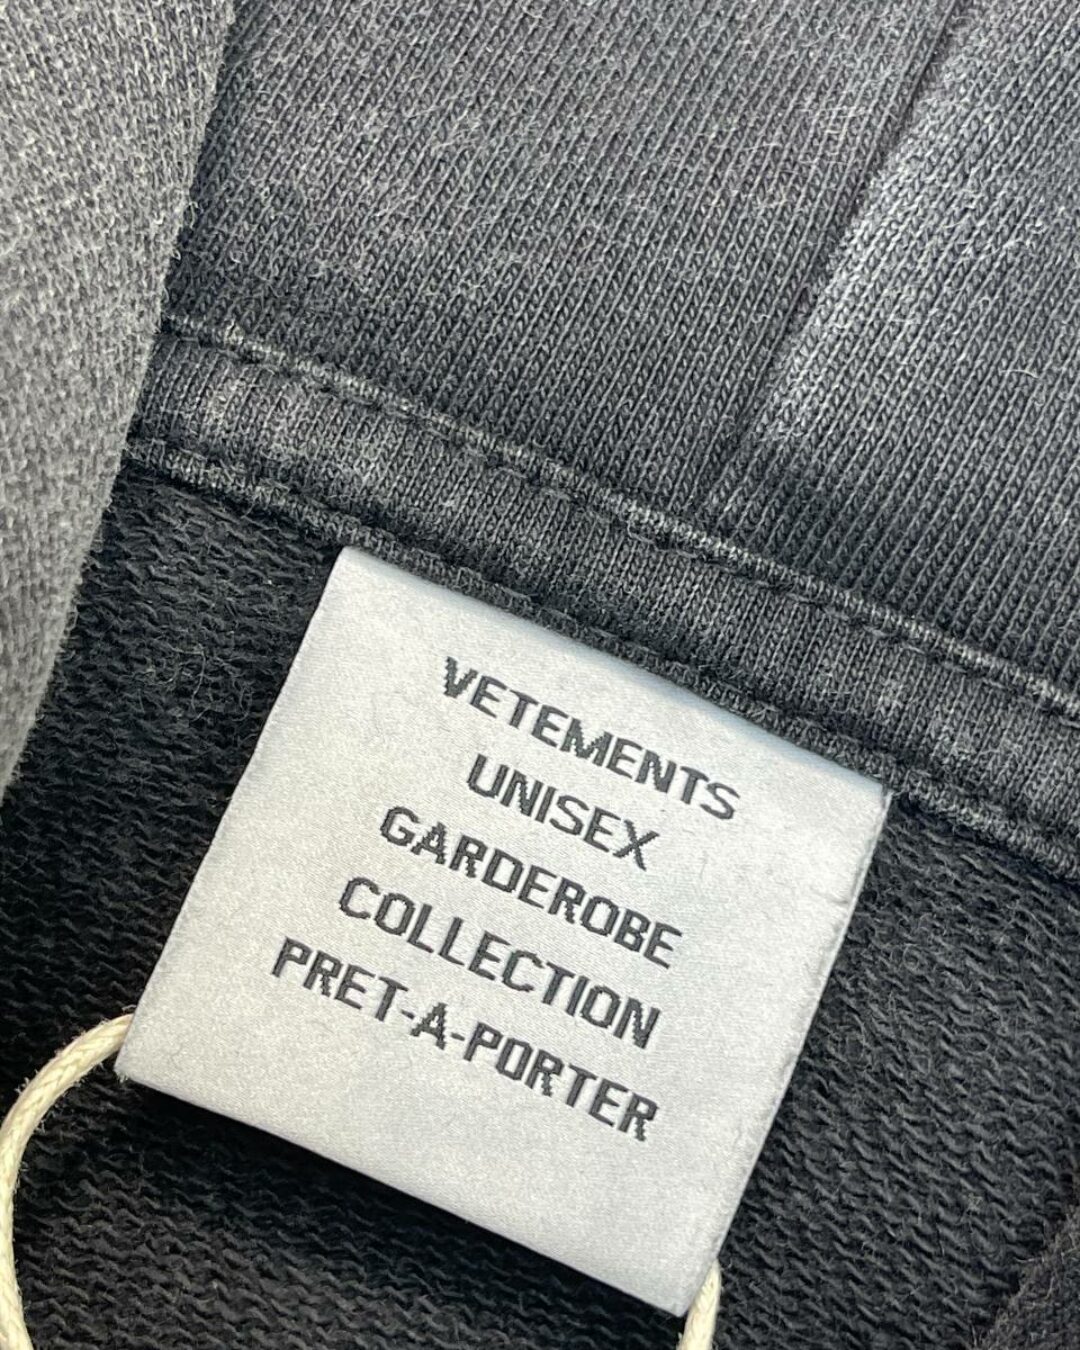 VETEMENTS
UNISEX
GARDEROBE
COLLECTION
PRET-A-PORTER